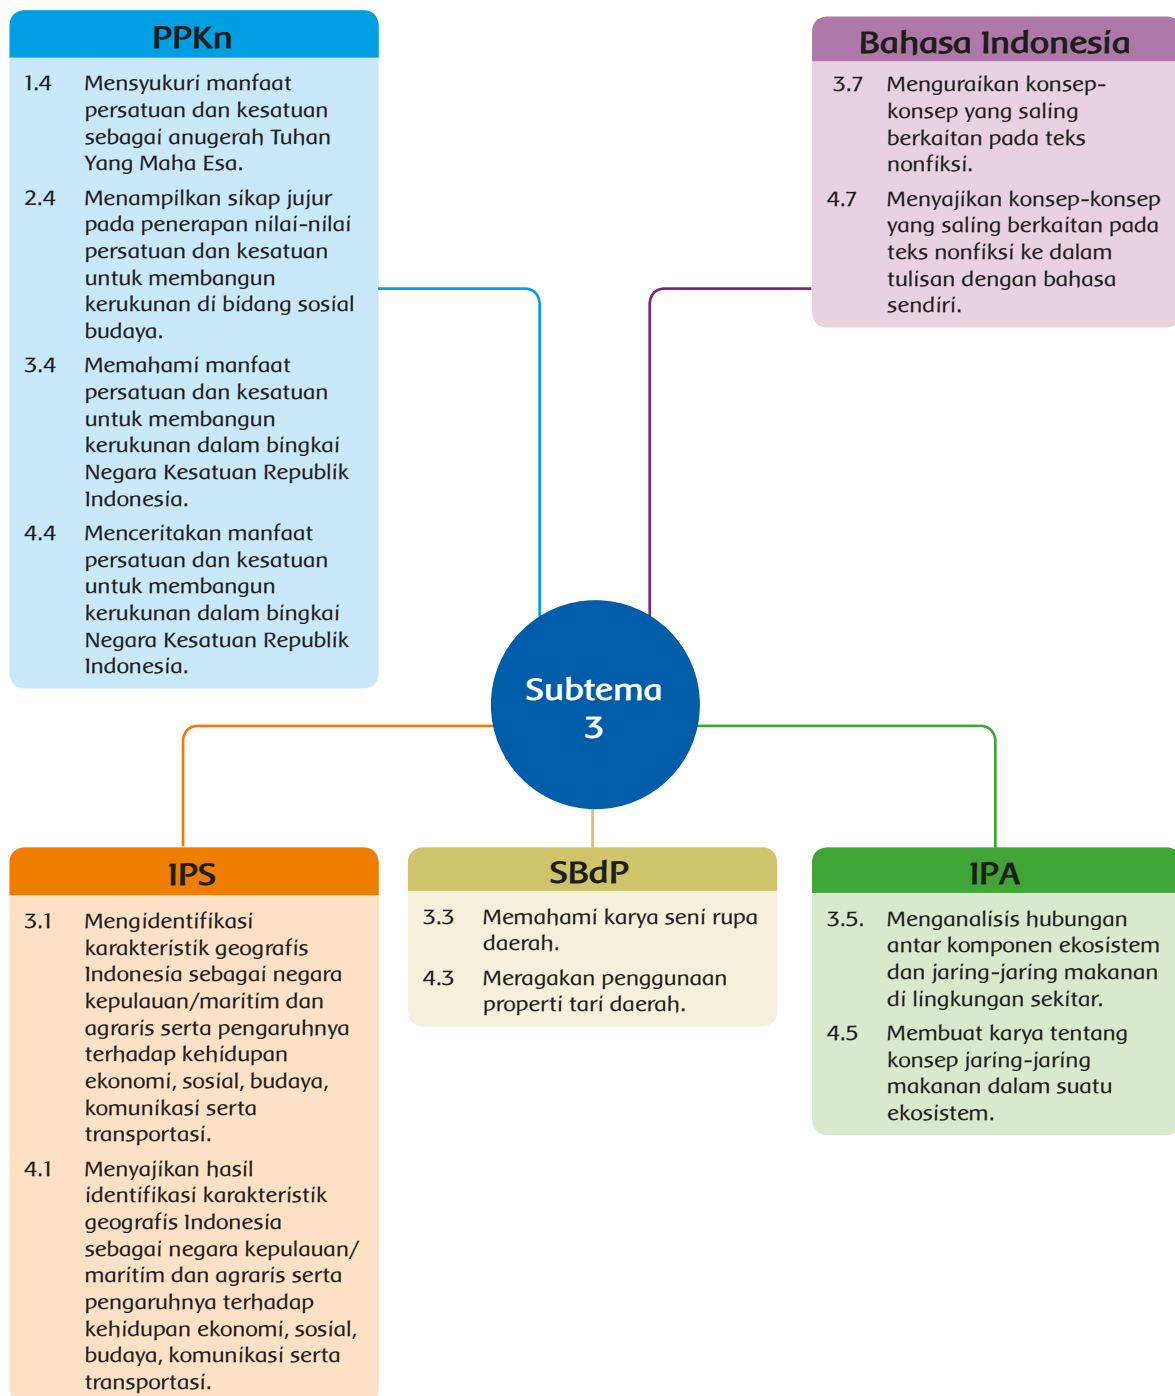 PPKn
1.4 Mensyukuri manfaat
persatuan dan kesatuan
sebagai anugerah Tuhan
Yang Maha Esa.
2.4 Menampilkan sikap jujur
pada penerapan nilai-nilai
persatuan dan kesatuan
untuk membangun
kerukunan di bidang sosial
budaya.
3.4 Memahami manfaat
persatuan dan kesatuan
untuk membangun
kerukunan dalam bingkai
Negara Kesatuan Republik
Indonesia.
4.4 Menceritakan manfaat
persatuan dan kesatuan
untuk membangun
kerukunan dalam bingkai
Negara Kesatuan Republik
Indonesia.
Bahasa Indonesia
3.7 Menguraikan konsep-
konsep yang saling
berkaitan pada teks
nonfiksi.
4.7 Menyajikan konsep-konsep
yang saling berkaitan pada
teks nonfiksi ke dalam
tulisan dengan bahasa
sendiri.
Subtema
3
IPS
3.1 Mengidentifikasi
karakteristik geografis
Indonesia sebagai negara
kepulauan/maritim dan
agraris serta pengaruhnya
terhadap kehidupan
ekonomi, sosial, budaya,
komunikasi serta
transportasi.
4.1 Menyajikan hasil
identifikasi karakteristik
geografis Indonesia
sebagai negara kepulauan/
maritim dan agraris serta
pengaruhnya terhadap
kehidupan ekonomi, sosial,
budaya, komunikasi serta
transportasi.
SBdP
3.3 Memahami karya seni rupa
daerah.
4.3 Meragakan penggunaan
properti tari daerah.
IPA
3.5. Menganalisis hubungan
antar komponen ekosistem
dan jaring-jaring makanan
di lingkungan sekitar.
4.5 Membuat karya tentang
konsep jaring-jaring
makanan dalam suatu
ekosistem.